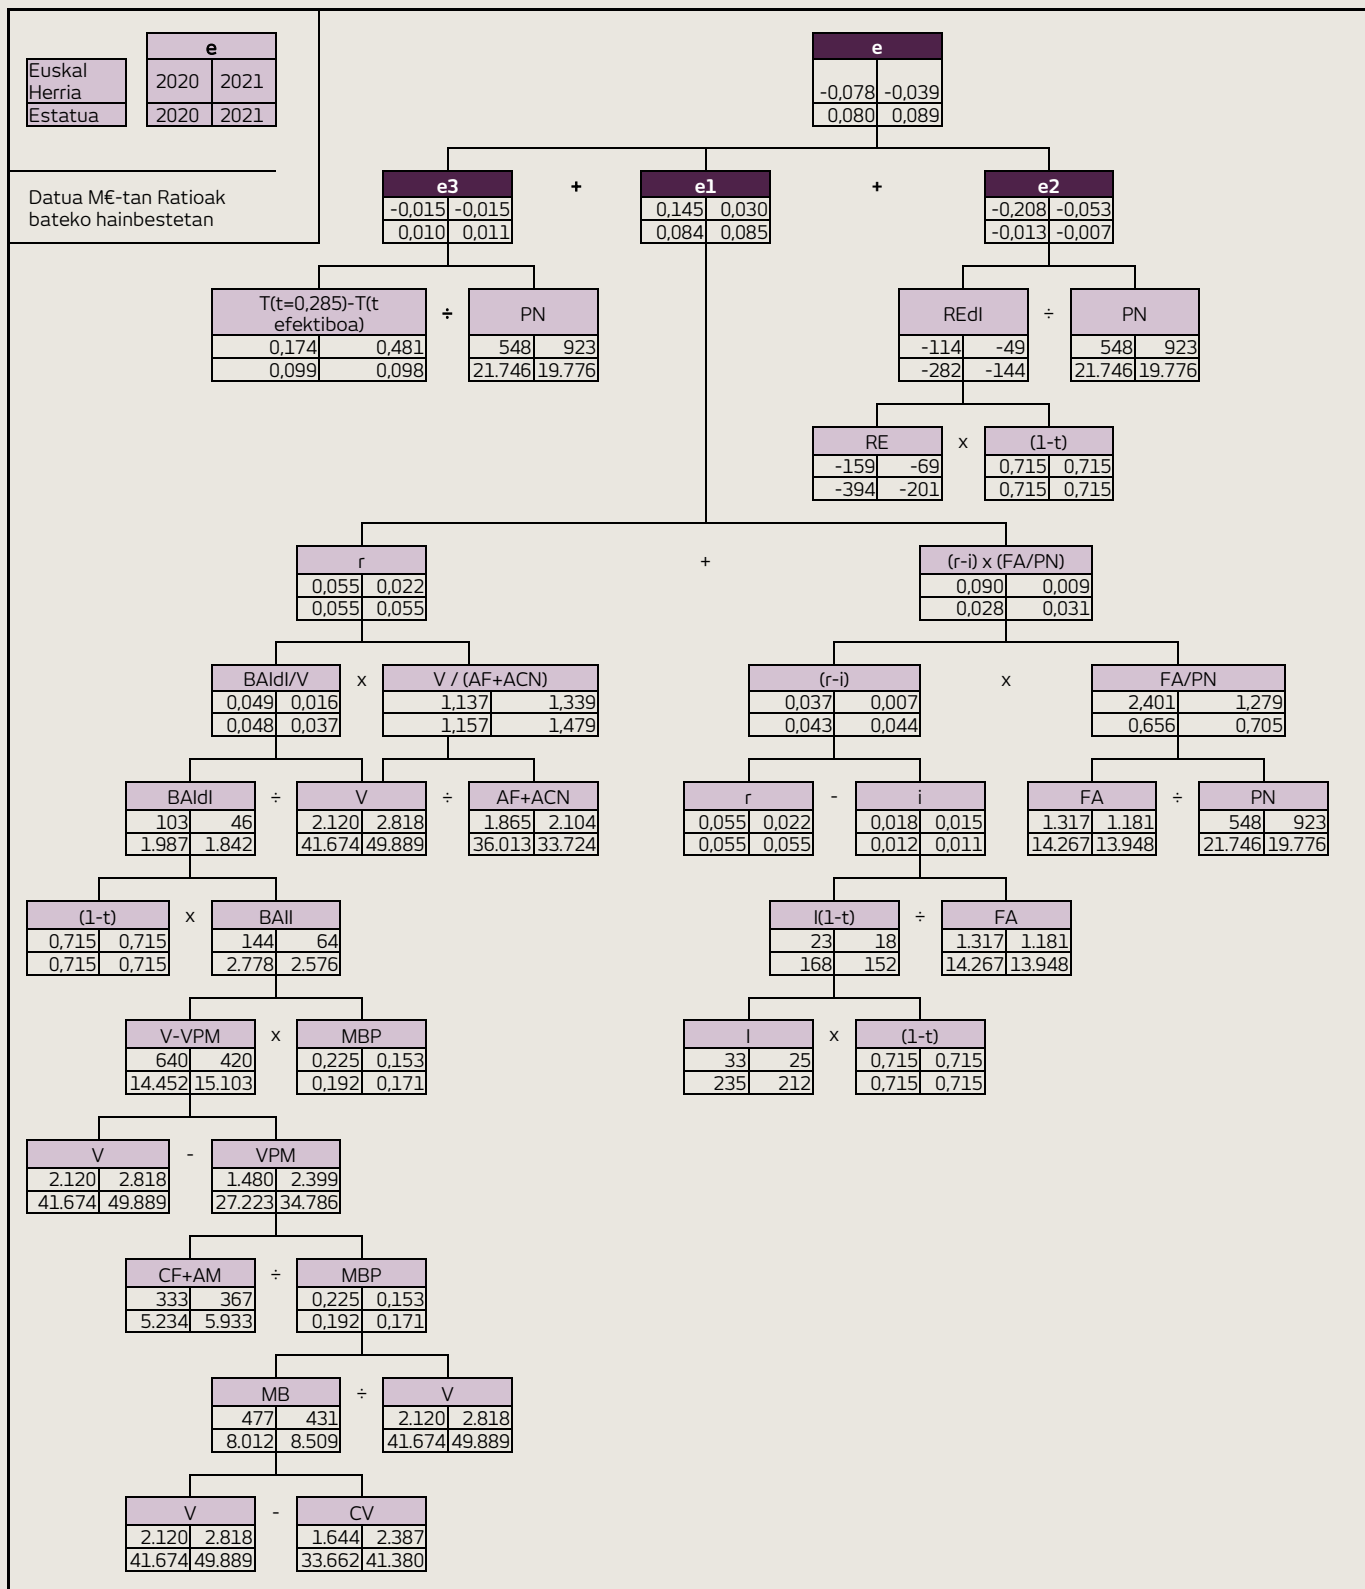 e
Euskal
Herria
2020 2021
Estatua
2020 2021
Datua M€-tan Ratioak
bateko hainbestetan
e
-0,078 -0,039
0,080 0,089
e3 + e1 + e2
-0,015 -0,015 0,145 0,030 -0,208 -0,053
0,010 0,011 0,084 0,085 -0,013 -0,007
T(t=0,285)-T(t
efektiboa)
÷ PN REdI ÷ PN
0,174 0,481 548 923 -114 -49 548 923
0,099 0,098 21.746 19.776 -282 -144 21.746 19.776
RE x (1-t)
-159 -69 0,715 0,715
-394 -201 0,715 0,715
r + (r-i) x (FA/PN)
0,055 0,022 0,090 0,009
0,055 0,055 0,028 0,031
BAIdI/V x V / (AF+ACN) (r-i) x FA/PN
0,049 0,016 1,137 1,339 0,037 0,007 2,401 1,279
0,048 0,037 1,157 1,479 0,043 0,044 0,656 0,705
BAIdI ÷ V ÷ AF+ACN r - i FA ÷ PN
103 46 2.120 2.818 1.865 2.104 0,055 0,022 0,018 0,015 1.317 1.181 548 923
1.987 1.842 41.674 49.889 36.013 33.724 0,055 0,055 0,012 0,011 14.267 13.948 21.746 19.776
(1-t) x BAII I(1-t) ÷ FA
0,715 0,715 144 64 23 18 1.317 1.181
0,715 0,715 2.778 2.576 168 152 14.267 13.948
V-VPM x MBP I x (1-t)
640 420 0,225 0,153 33 25 0,715 0,715
14.452 15.103 0,192 0,171 235 212 0,715 0,715
V - VPM
2.120 2.818 1.480 2.399
41.674 49.889 27.223 34.786
CF+AM ÷ MBP
333 367 0,225 0,153
5.234 5.933 0,192 0,171
MB ÷ V
477 431 2.120 2.818
8.012 8.509 41.674 49.889
V - CV
2.120 2.818 1.644 2.387
41.674 49.889 33.662 41.380